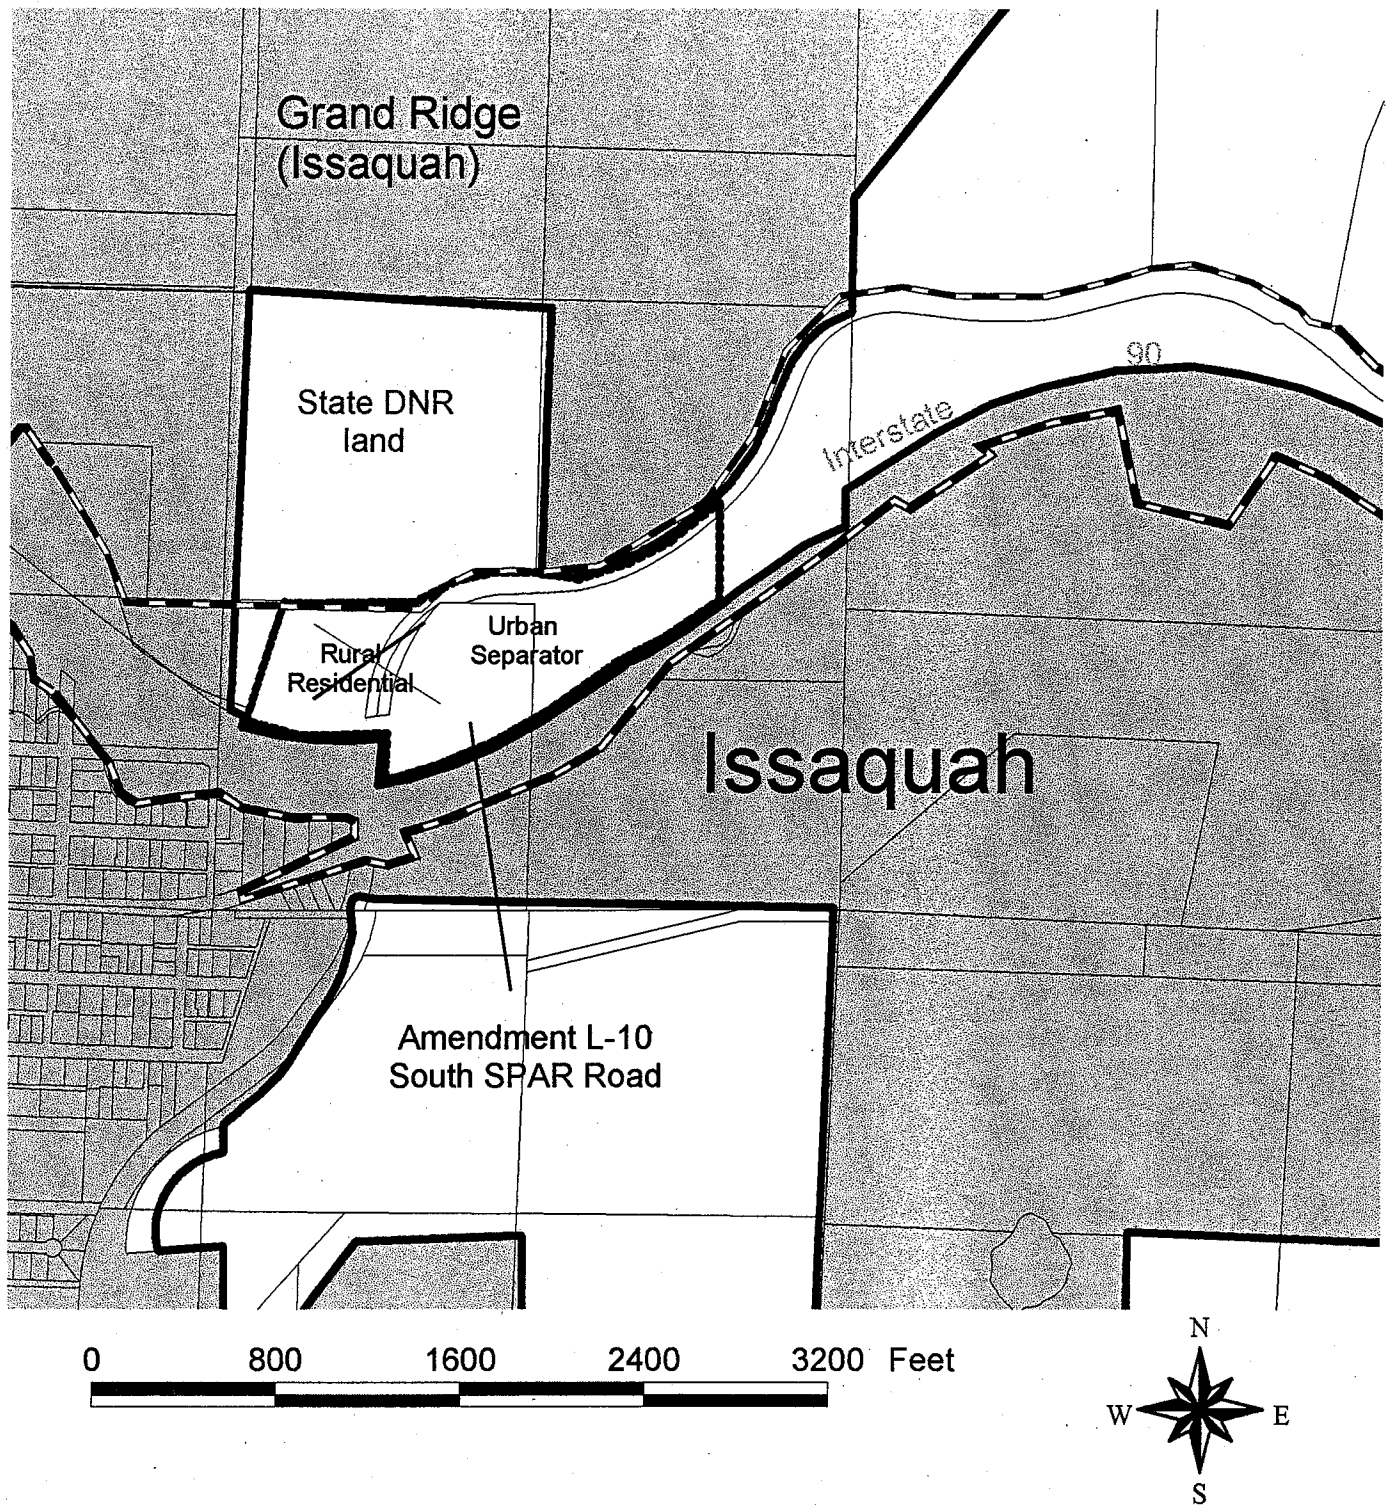 Grand Ridge
(Issaquah)
State DNR
land
90
Interstate
Urban
Separator
Rural
Residential
Issaquah
Amendment L-10
South SPAR Road
0 800 1600 2400 3200 Feet
N
W E
S